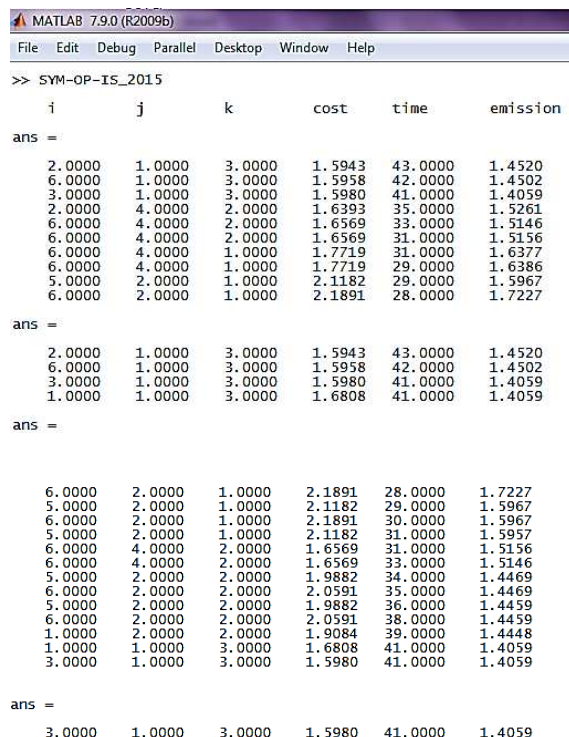 MATLAB 7.9.0 (R2009b)
File Edit Debug Parallel Desktop Window Help
>> SYM-OP-IS_2015
i j k cost time emission
ans =
2.0000 1.0000 3.0000 1.5943 43.0000 1.4520
6.0000 1.0000 3.0000 1.5958 42.0000 1.4502
3.0000 1.0000 3.0000 1.5980 41.0000 1.4059
2.0000 4.0000 2.0000 1.6393 35.0000 1.5261
6.0000 4.0000 2.0000 1.6569 33.0000 1.5146
6.0000 4.0000 2.0000 1.6569 31.0000 1.5156
6.0000 4.0000 1.0000 1.7719 31.0000 1.6377
6.0000 4.0000 1.0000 1.7719 29.0000 1.6386
5.0000 2.0000 1.0000 2.1182 29.0000 1.5967
6.0000 2.0000 1.0000 2.1891 28.0000 1.7227
ans =
2.0000 1.0000 3.0000 1.5943 43.0000 1.4520
6.0000 1.0000 3.0000 1.5958 42.0000 1.4502
3.0000 1.0000 3.0000 1.5980 41.0000 1.4059
1.0000 1.0000 3.0000 1.6808 41.0000 1.4059
ans =
6.0000 2.0000 1.0000 2.1891 28.0000 1.7227
5.0000 2.0000 1.0000 2.1182 29.0000 1.5967
6.0000 2.0000 1.0000 2.1891 30.0000 1.5967
5.0000 2.0000 1.0000 2.1182 31.0000 1.5957
6.0000 4.0000 2.0000 1.6569 31.0000 1.5156
6.0000 4.0000 2.0000 1.6569 33.0000 1.5146
5.0000 2.0000 2.0000 1.9882 34.0000 1.4469
6.0000 2.0000 2.0000 2.0591 35.0000 1.4469
5.0000 2.0000 2.0000 1.9882 36.0000 1.4459
6.0000 2.0000 2.0000 2.0591 38.0000 1.4459
1.0000 2.0000 2.0000 1.9084 39.0000 1.4448
1.0000 1.0000 3.0000 1.6808 41.0000 1.4059
3.0000 1.0000 3.0000 1.5980 41.0000 1.4059
ans =
3.0000 1.0000 3.0000 1.5980 41.0000 1.4059